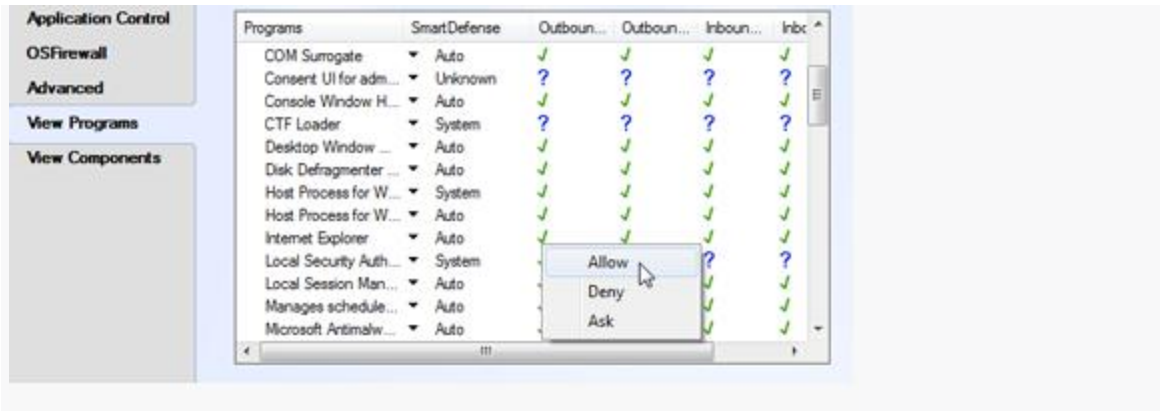 Application Control
OSFirewall
Advanced
View Programs
View Components
Programs SmartDefense Outboun... Outboun... Inboun... Inbc
COM Surrogate Auto
Consent UI for adm... Unknown
Console Window H... Auto
CTF Loader System
Desktop Window ... Auto
Disk Defragmenter ... Auto
Host Process for W... System
Host Process for W... Auto
Internet Explorer Auto
Local Security Auth... System
Local Session Man... Auto
Manages schedule... Auto
Microsoft Antimalw... Auto
Allow
Deny
Ask